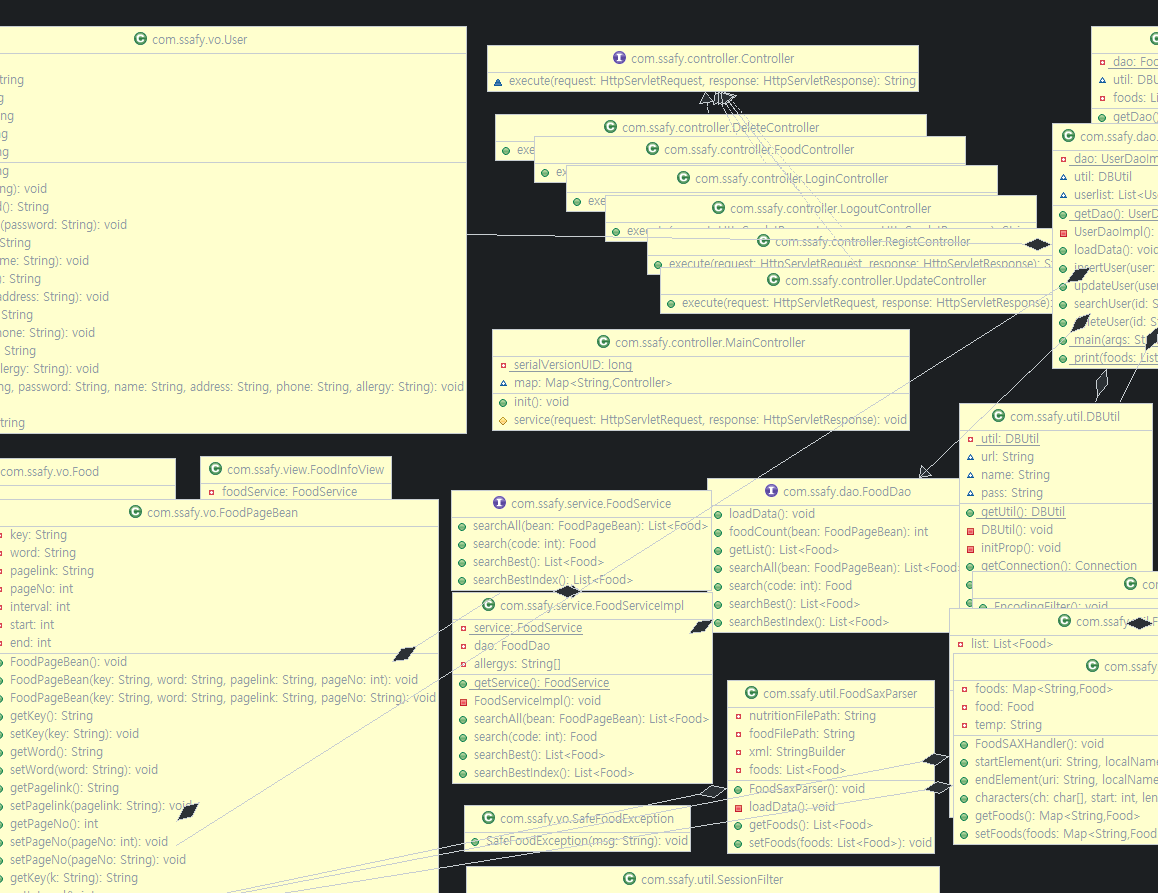 com.ssafy.vo.User
tring
g
ng
g
ng
ng
ng): void
d(): String
(password: String): void
String
me: String): void
: String
address: String): void
String
hone: String): void
: String
llergy: String): void
ng, password: String, name: String, address: String, phone: String, allergy: String)
void
tring
com.ssafy.controller.Controller
execute(request: HttpServletRequest, response: HttpServletResponse): String
com.ssafy.controller.DeleteController
exe
com.ssafy.controller.FoodController
ex
com.ssafy.controller.LoginController
exe
com.ssafy.controller.LogoutController
exec
com.ssafy.controller.RegistController
execute(request: HttpServletRequest, response: HttpServletResponse): S
com.ssafy.controller.UpdateController
execute(request: HttpServletRequest, response: HttpServletResponse):
com.ssafy.controller.MainController
serialVersionUID: long
map: Map<String,Controller>
init(): void
service(request: HttpServletRequest, response: HttpServletResponse): void
dao: Foo
util: DBU
foods: Li
getDao()
com.ssafy.dao.
dao: UserDaoIm
util: DBUtil
userlist: List<Use
getDao(): UserD
UserDaoImpl():
loadData(): void
insertUser(user:
updateUser(user
searchUser(id: S
deleteUser(id: St
main(args: St
print(foods: List
com.ssafy.util.DBUtil
util: DBUtil
url: String
name: String
pass: String
getUtil(): DBUtil
DBUtil(): void
initProp(): void
getConnection(): Connection
com
EncodingFilter(): void
com.ssafy.vo.Food
com.ssafy.view.FoodInfoView
foodService: FoodService
com.ssafy.vo.FoodPageBean
key: String
word: String
pagelink: String
pageNo: int
interval: int
start: int
end: int
FoodPageBean(): void
FoodPageBean(key: String, word: String, pagelink: String, pageNo: int): void
FoodPageBean(key: String, word: String, pagelink: String, pageNo: String): void
getKey(): String
setKey(key: String): void
getWord(): String
setWord(word: String): void
getPagelink(): String
setPagelink(pagelink: String): void
getPageNo(): int
setPageNo(pageNo: int): void
setPageNo(pageNo: String): void
getKey(k: String): String
com.ssafy.service.FoodService
searchAll(bean: FoodPageBean): List<Food>
search(code: int): Food
searchBest(): List<Food>
searchBestIndex(): List<Food>
com.ssafy.service.FoodServiceImpl
service: FoodService
dao: FoodDao
allergys: String[]
getService(): FoodService
FoodServiceImpl(): void
searchAll(bean: FoodPageBean): List<Food>
search(code: int): Food
searchBest(): List<Food>
searchBestIndex(): List<Food>
com.ssafy.dao.FoodDao
loadData(): void
foodCount(bean: FoodPageBean): int
getList(): List<Food>
searchAll(bean: FoodPageBean): List<Food>
search(code: int): Food
searchBest(): List<Food>
searchBestIndex(): List<Food>
com.ssafy.util.FoodSaxParser
nutritionFilePath: String
foodFilePath: String
xml: StringBuilder
foods: List<Food>
FoodSaxParser(): void
loadData(): void
getFoods(): List<Food>
setFoods(foods: List<Food>): void
list: List<Food>
com.ssafy
foods: Map<String,Food>
food: Food
temp: String
FoodSAXHandler(): void
startElement(uri: String, localName
endElement(uri: String, localName
characters(ch: char[], start: int, len
getFoods(): Map<String,Food>
setFoods(foods: Map<String,Food
com.ssafy.vo.SafeFoodException
SafeFoodException(msg: String): void
com.ssafy.util.SessionFilter